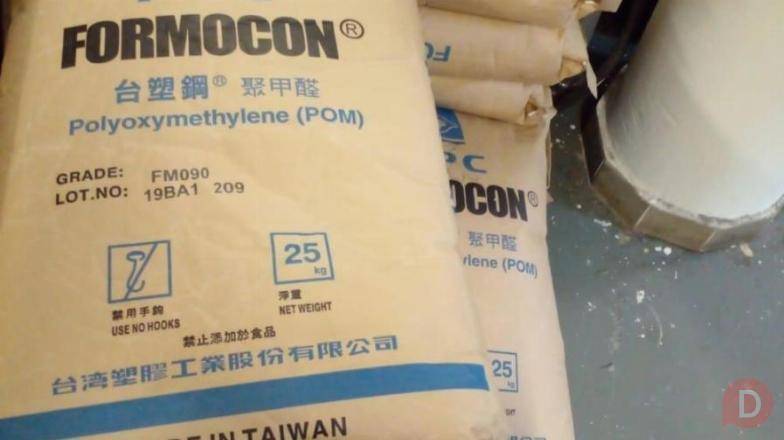 FORMOCON®
台塑鋼® 聚甲醛
Polyoxymethylene (POM)
GRADE: FM090
LOT.NO: 19BA1 209
25
kg
禁用手鉤
USE NO HOOKS
淨重
NET WEIGHT
禁止添加於食品
台湾塑膠工業股份有限公司
IN TAIWAN
PC
OCON®
聚甲醛
ylene (POM)
25
kg
D